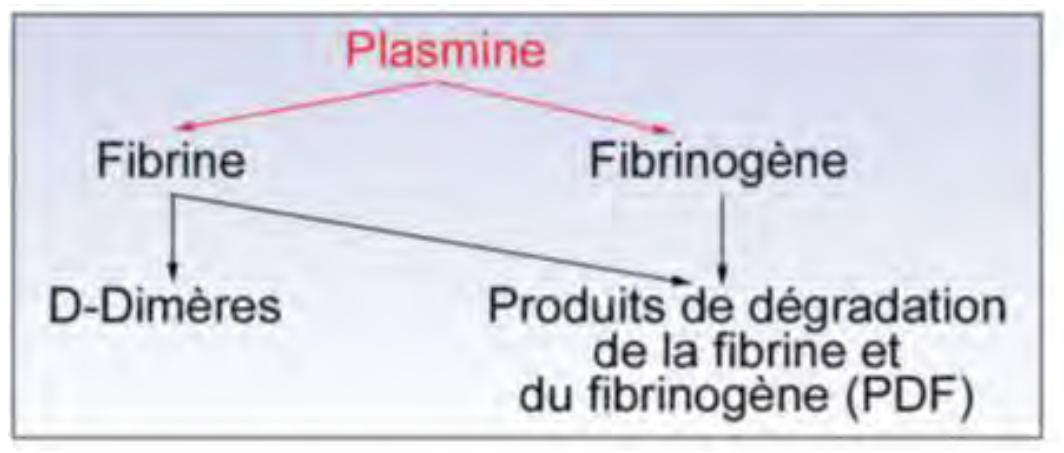 Plasmine
Fibrine
Fibrinogène
D-Dimères
Produits de dégradation
de la fibrine et
du fibrinogène (PDF)